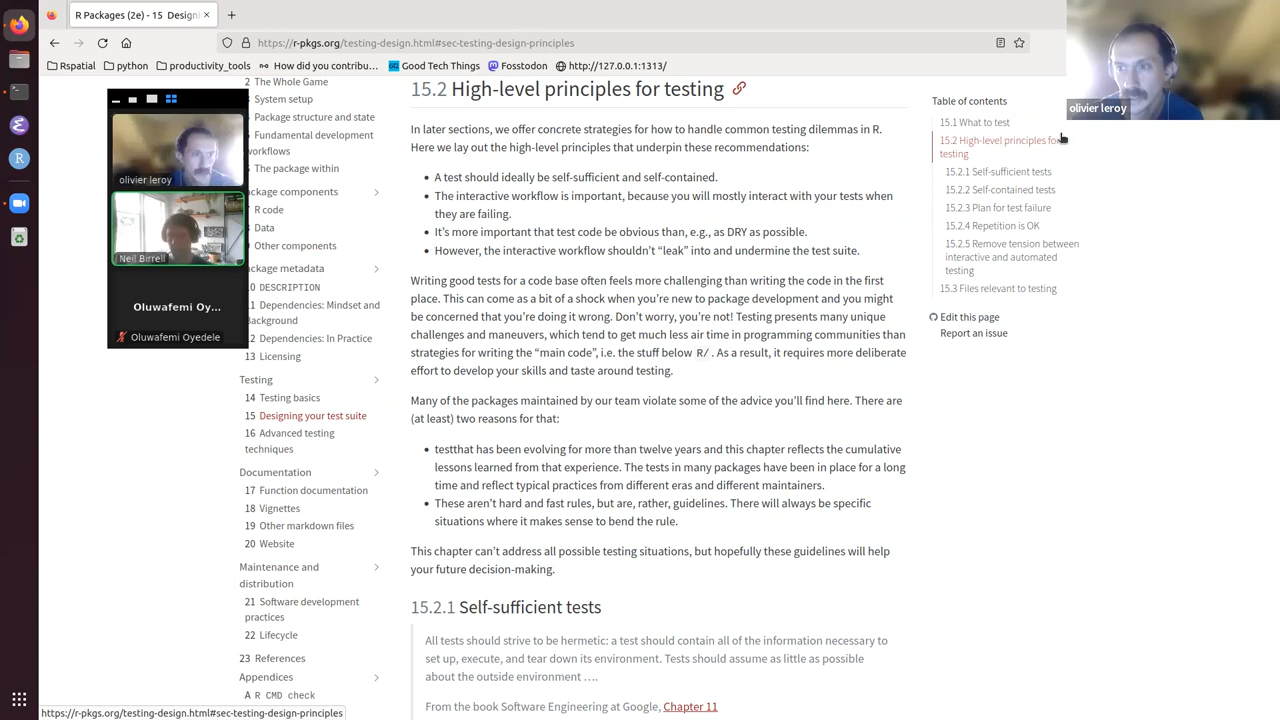 R Packages (2e) - 15 Designi
https://r-pkgs.org/testing-design.html#sec-testing-design-principles
Rspatial
python
productivity_tools
How did you contribu...
Good Tech Things
Fosstodon
http://127.0.0.1:1313/
olivier leroy
olivier leroy
Neil Birrell
Oluwafemi Oy...
Oluwafemi Oyedele
2 The Whole Game
System setup
Package structure and state
Fundamental development
workflows
The package within
ackage components
R code
Data
Other components
ackage metadata
10 DESCRIPTION
11 Dependencies: Mindset and
Background
12 Dependencies: In Practice
13 Licensing
Testing
14 Testing basics
15 Designing your test suite
16 Advanced testing
techniques
Documentation
17 Function documentation
18 Vignettes
19 Other markdown files
20 Website
Maintenance and
distribution
21 Software development
practices
22 Lifecycle
23 References
Appendices
A R CMD check
https://r-pkgs.org/testing-design.html#sec-testing-design-principles
15.2 High-level principles for testing
In later sections, we offer concrete strategies for how to handle common testing dilemmas in R.
Here we lay out the high-level principles that underpin these recommendations:
• A test should ideally be self-sufficient and self-contained.
• The interactive workflow is important, because you will mostly interact with your tests when
they are failing.
• It’s more important that test code be obvious than, e.g., as DRY as possible.
• However, the interactive workflow shouldn’t “leak” into and undermine the test suite.
Writing good tests for a code base often feels more challenging than writing the code in the first
place. This can come as a bit of a shock when you’re new to package development and you might
be concerned that you’re doing it wrong. Don’t worry, you’re not! Testing presents many unique
challenges and maneuvers, which tend to get much less air time in programming communities than
strategies for writing the “main code”, i.e. the stuff below R/. As a result, it requires more deliberate
effort to develop your skills and taste around testing.
Many of the packages maintained by our team violate some of the advice you’ll find here. There are
(at least) two reasons for that:
• testthat has been evolving for more than twelve years and this chapter reflects the cumulative
lessons learned from that experience. The tests in many packages have been in place for a long
time and reflect typical practices from different eras and different maintainers.
• These aren’t hard and fast rules, but are, rather, guidelines. There will always be specific
situations where it makes sense to bend the rule.
This chapter can’t address all possible testing situations, but hopefully these guidelines will help
your future decision-making.
15.2.1 Self-sufficient tests
All tests should strive to be hermetic: a test should contain all of the information necessary to
set up, execute, and tear down its environment. Tests should assume as little as possible
about the outside environment ….
From the book Software Engineering at Google, Chapter 11
Table of contents
15.1 What to test
15.2 High-level principles for
testing
15.2.1 Self-sufficient tests
15.2.2 Self-contained tests
15.2.3 Plan for test failure
15.2.4 Repetition is OK
15.2.5 Remove tension between
interactive and automated
testing
15.3 Files relevant to testing
Edit this page
Report an issue